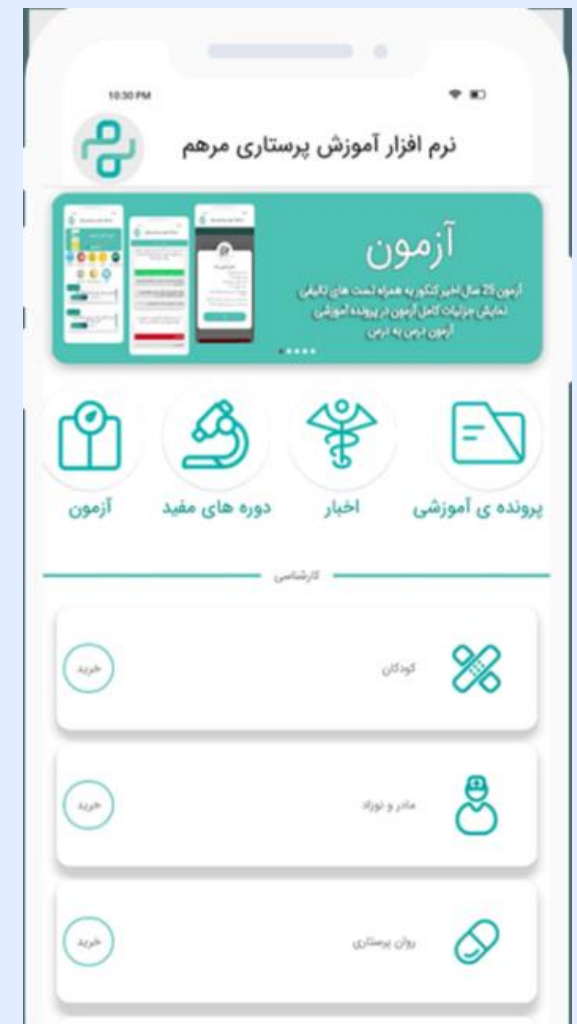 10:30 PM
نرم افزار آموزش پرستاری مرهم
آزمون
آزمون 25 سال اخیر کنکور به همراه تست های تالیفی
نمایش جزئیات کامل آزمون در پرونده آموزشی
آزمون درس به درس
پرونده ی آموزشی
اخبار
دوره های مفید
آزمون
کارشناسی
کودکان
خرید
مادر و نوزاد
خرید
روان پرستاری
خرید